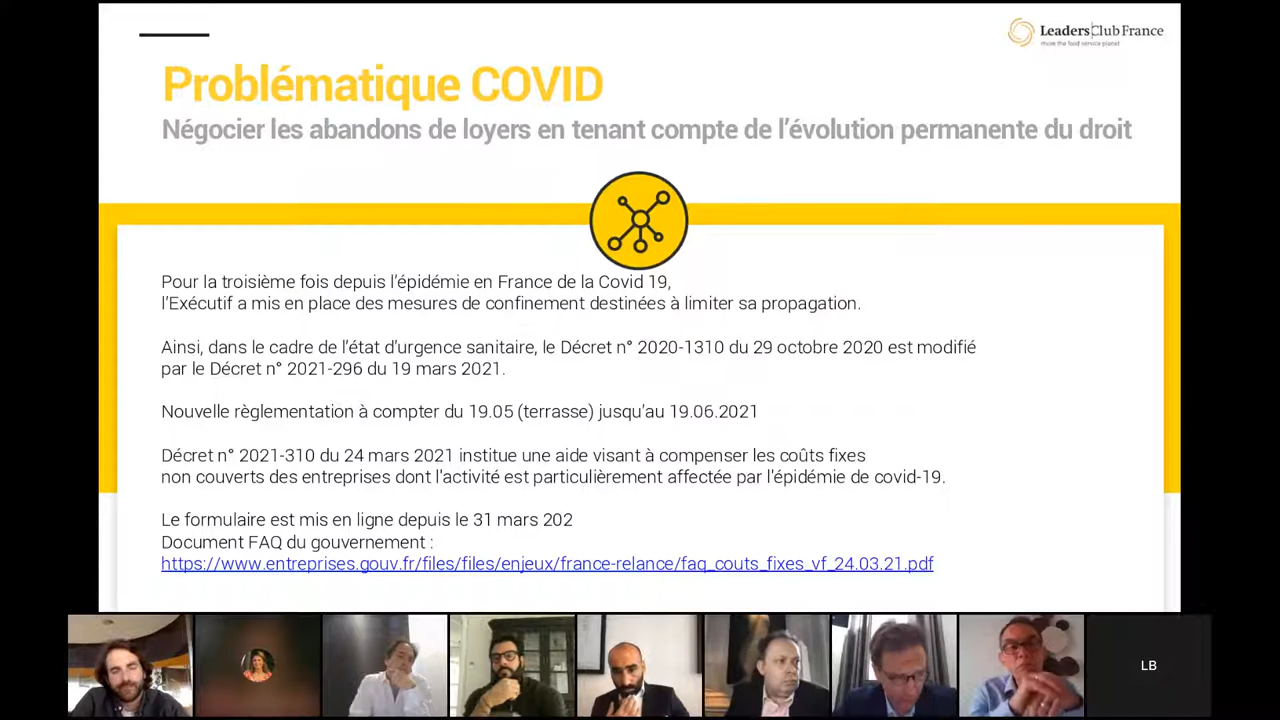 Leaders Club France
move the food service planet
Problématique COVID
Négocier les abandons de loyers en tenant compte de l'évolution permanente du droit
Pour la troisième fois depuis l'épidémie en France de la Covid 19,
l'Exécutif a mis en place des mesures de confinement destinées à limiter sa propagation.
Ainsi, dans le cadre de l'état d'urgence sanitaire, le Décret n° 2020-1310 du 29 octobre 2020 est modifié
par le Décret n° 2021-296 du 19 mars 2021.
Nouvelle règlementation à compter du 19.05 (terrasse) jusqu'au 19.06.2021
Décret n° 2021-310 du 24 mars 2021 institue une aide visant à compenser les coûts fixes
non couverts des entreprises dont l'activité est particulièrement affectée par l'épidémie de covid-19.
Le formulaire est mis en ligne depuis le 31 mars 202
Document FAQ du gouvernement :
https://www.entreprises.gouv.fr/files/files/enjeux/france-relance/faq_couts_fixes_vf_24.03.21.pdf
LB